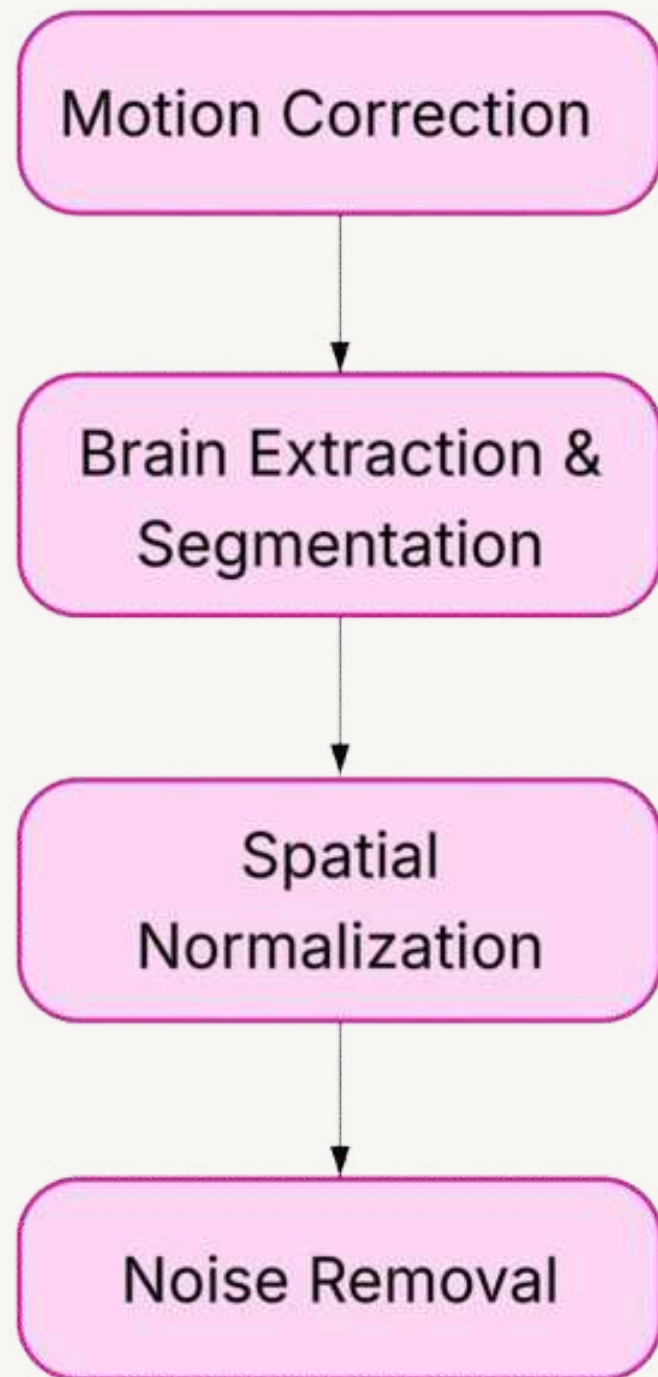 Motion Correction
Brain Extraction &
Segmentation
Spatial
Normalization
Noise Removal